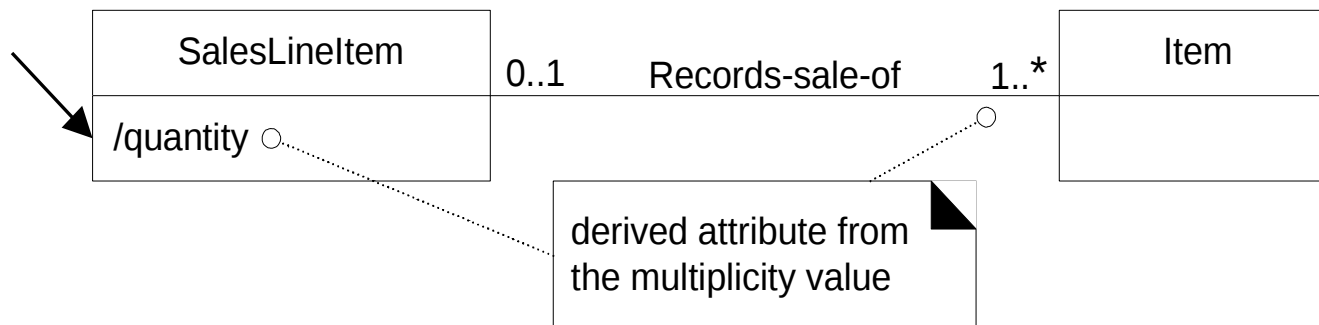 SalesLineItem
0..1 Records-sale-of 1..*
Item
/quantity
derived attribute from
the multiplicity value